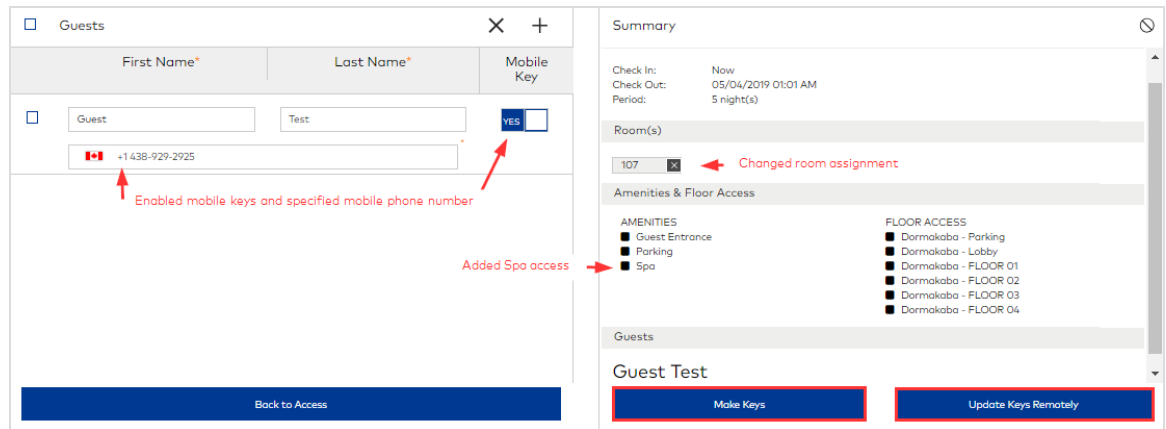 Guests
First Name* Last Name* Mobile Key
Guest Test YES
+1 438-929-2925 *
Enabled mobile keys and specified mobile phone number
Back to Access
Summary
Check In: Now
Check Out: 05/04/2019 01:01 AM
Period: 5 night(s)
Room(s)
107 Changed room assignment
Amenities & Floor Access
AMENITIES
Guest Entrance
Parking
Added Spa access Spa
FLOOR ACCESS
Dormakaba - Parking
Dormakaba - Lobby
Dormakaba - FLOOR 01
Dormakaba - FLOOR 02
Dormakaba - FLOOR 03
Dormakaba - FLOOR 04
Guests
Guest Test
Make Keys Update Keys Remotely